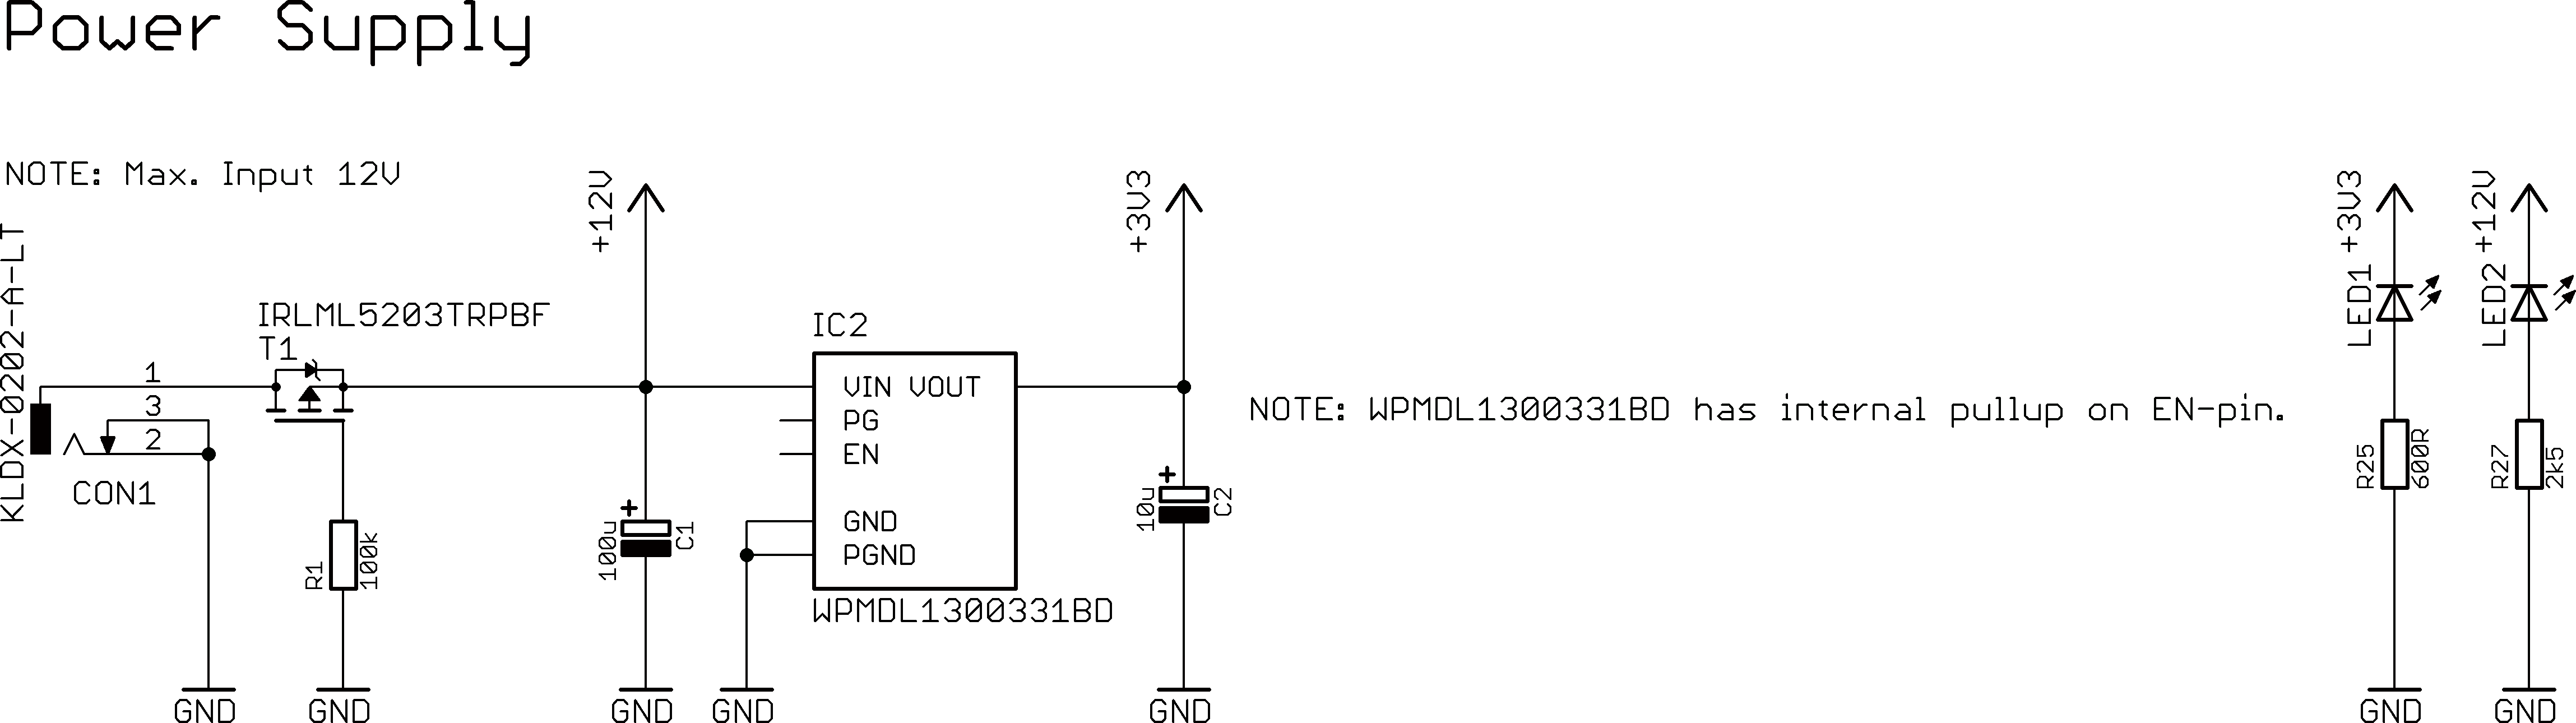 Power Supply
NOTE: Max. Input 12V
KLDX-0202-A-LT
1
3
2
CON1
GND
IRLML5203TRPBF
T1
R1
100k
GND
+12V
100u
C1
GND
IC2
VIN VOUT
PG
EN
GND
PGND
WPMDL1300331BD
GND
+3V3
10u
C2
GND
NOTE: WPMDL1300331BD has internal pullup on EN-pin.
+3V3
LED1
R25
600R
GND
+12V
LED2
R27
2k5
GND